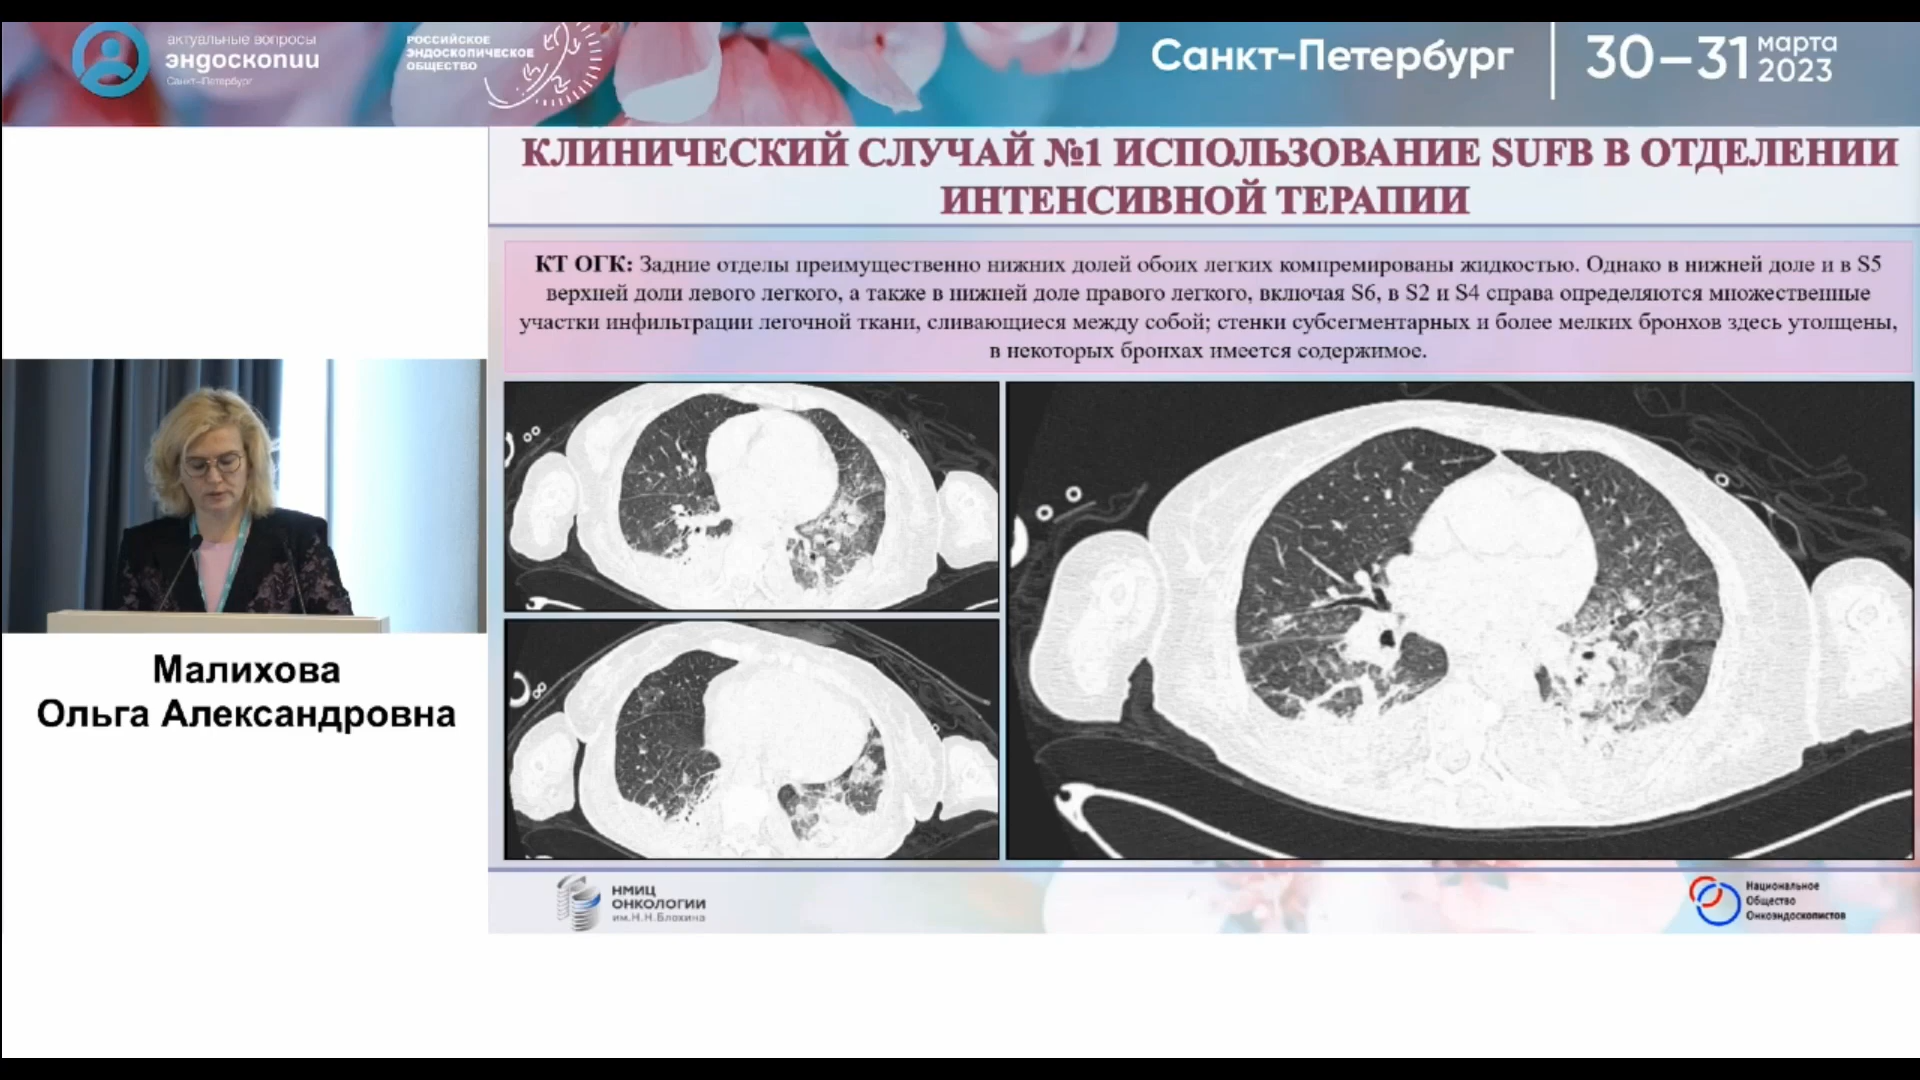 актуальные вопросы
эндоскопии
Санкт-Петербург
РОССИЙСКОЕ
ЭНДОСКОПИЧЕСКОЕ
ОБЩЕСТВО
Санкт-Петербург
30–31 марта
2023
КЛИНИЧЕСКИЙ СЛУЧАЙ №1 ИСПОЛЬЗОВАНИЕ SUFB В ОТДЕЛЕНИИ
ИНТЕНСИВНОЙ ТЕРАПИИ
КТ ОГК: Задние отделы преимущественно нижних долей обоих легких компремированы жидкостью. Однако в нижней доле и в S5
верхней доли левого легкого, а также в нижней доле правого легкого, включая S6, в S2 и S4 справа определяются множественные
участки инфильтрации легочной ткани, сливающиеся между собой; стенки субсегментарных и более мелких бронхов здесь утолщены,
в некоторых бронхах имеется содержимое.
Малихова
Ольга Александровна
НМИЦ
ОНКОЛОГИИ
им.Н.Н.Блохина
Национальное
Общество
Онкоэндоскопистов